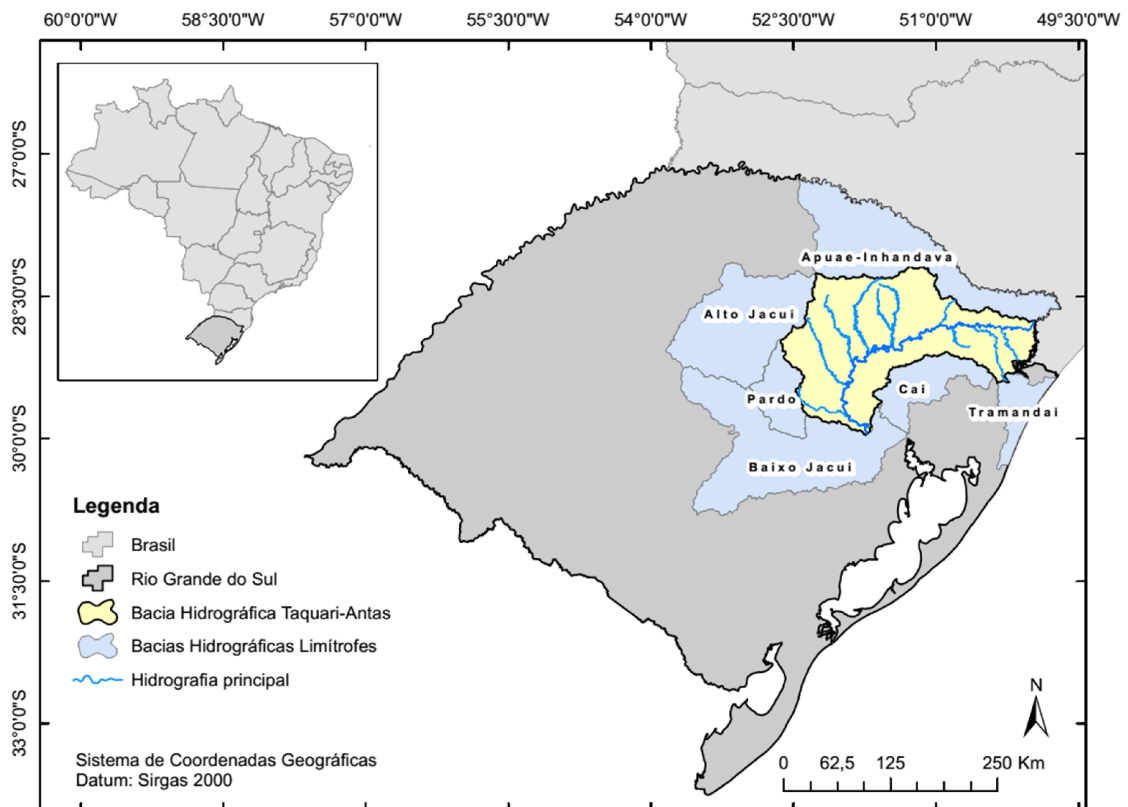 60°0'0"W 58°30'0"W 57°0'0"W 55°30'0"W 54°0'0"W 52°30'0"W 51°0'0"W 49°30'0"W
27°0'0"S
28°30'0"S
30°0'0"S
31°30'0"S
33°0'0"S
Apuae-Inhandava
Alto Jacui
Cai
Pardo
Tramandai
Baixo Jacui
Legenda
Brasil
Rio Grande do Sul
Bacia Hidrográfica Taquari-Antas
Bacias Hidrográficas Limítrofes
Hidrografia principal
Sistema de Coordenadas Geográficas
Datum: Sirgas 2000
N
0 62,5 125 250 Km